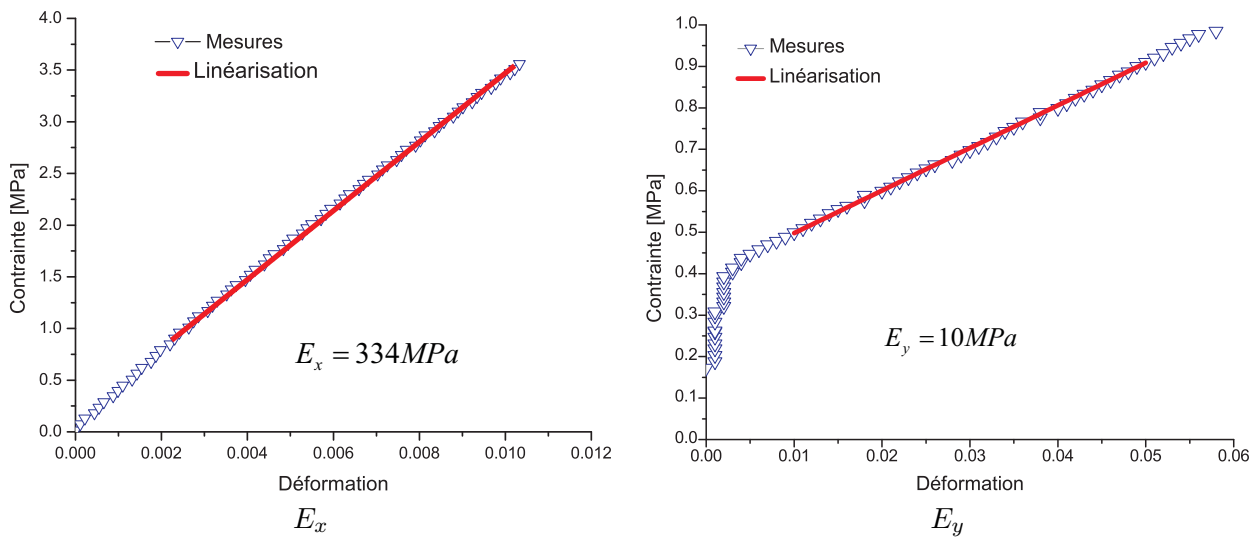 4.0
3.5
3.0
2.5
2.0
1.5
1.0
0.5
0.0
Contrainte [MPa]
Mesures
Linéarisation
E_x = 334MPa
0.000 0.002 0.004 0.006 0.008 0.010 0.012
Déformation
E_x
1.0
0.9
0.8
0.7
0.6
0.5
0.4
0.3
0.2
0.1
0.0
Contrainte [MPa]
Mesures
Linéarisation
E_y = 10MPa
0.00 0.01 0.02 0.03 0.04 0.05 0.06
Déformation
E_y